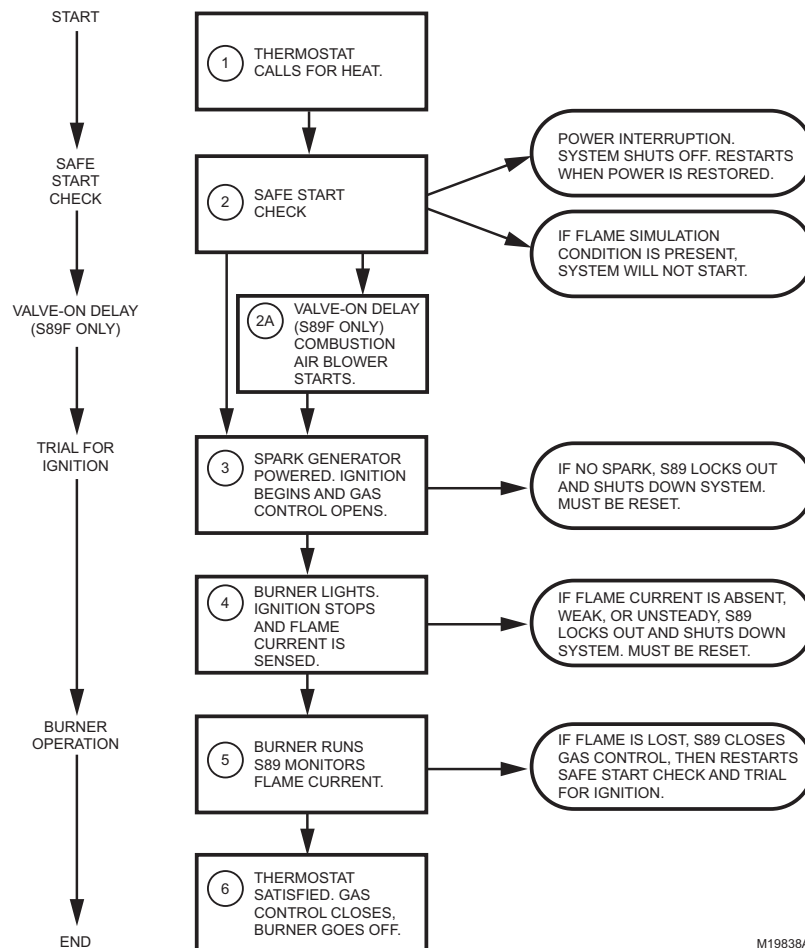 START
SAFE
START
CHECK
VALVE-ON DELAY
(S89F ONLY)
TRIAL FOR
IGNITION
BURNER
OPERATION
END
1
THERMOSTAT
CALLS FOR HEAT.
2
SAFE START
CHECK
POWER INTERRUPTION.
SYSTEM SHUTS OFF. RESTARTS
WHEN POWER IS RESTORED.
IF FLAME SIMULATION
CONDITION IS PRESENT,
SYSTEM WILL NOT START.
2A
VALVE-ON DELAY
(S89F ONLY)
COMBUSTION
AIR BLOWER
STARTS.
3
SPARK GENERATOR
POWERED. IGNITION
BEGINS AND GAS
CONTROL OPENS.
IF NO SPARK, S89 LOCKS OUT
AND SHUTS DOWN SYSTEM.
MUST BE RESET.
4
BURNER LIGHTS.
IGNITION STOPS
AND FLAME
CURRENT IS
SENSED.
IF FLAME CURRENT IS ABSENT,
WEAK, OR UNSTEADY, S89
LOCKS OUT AND SHUTS DOWN
SYSTEM. MUST BE RESET.
5
BURNER RUNS
S89 MONITORS
FLAME CURRENT.
IF FLAME IS LOST, S89 CLOSES
GAS CONTROL, THEN RESTARTS
SAFE START CHECK AND TRIAL
FOR IGNITION.
6
THERMOSTAT
SATISFIED. GAS
CONTROL CLOSES,
BURNER GOES OFF.
M19838A